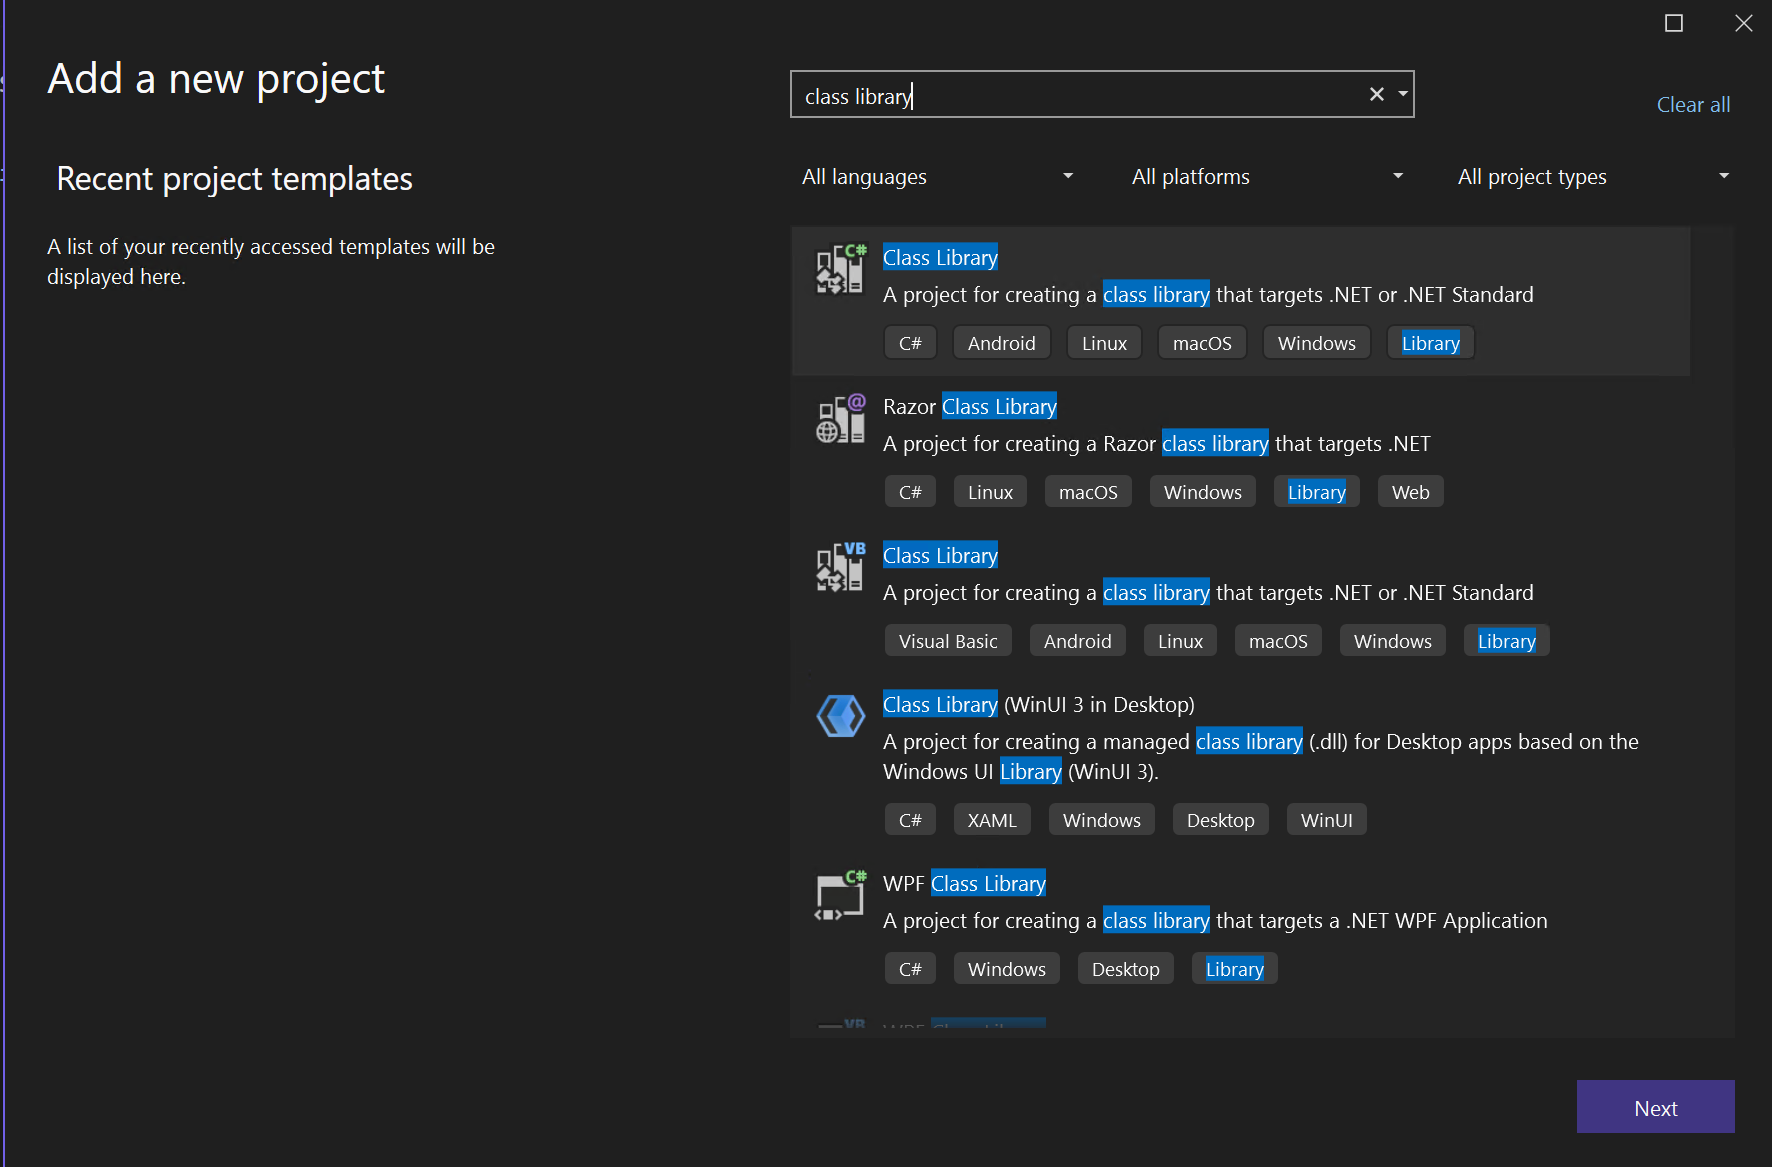 Add a new project
class library
Clear all
Recent project templates
A list of your recently accessed templates will be
displayed here.
All languages
All platforms
All project types
C#
Class Library
A project for creating a class library that targets .NET or .NET Standard
C# Android Linux macOS Windows Library
@
Razor Class Library
A project for creating a Razor class library that targets .NET
C# Linux macOS Windows Library Web
VB
Class Library
A project for creating a class library that targets .NET or .NET Standard
Visual Basic Android Linux macOS Windows Library
Class Library (WinUI 3 in Desktop)
A project for creating a managed class library (.dll) for Desktop apps based on the
Windows UI Library (WinUI 3).
C# XAML Windows Desktop WinUI
C#
WPF Class Library
A project for creating a class library that targets a .NET WPF Application
C# Windows Desktop Library
VB
WPF Class Library
Next